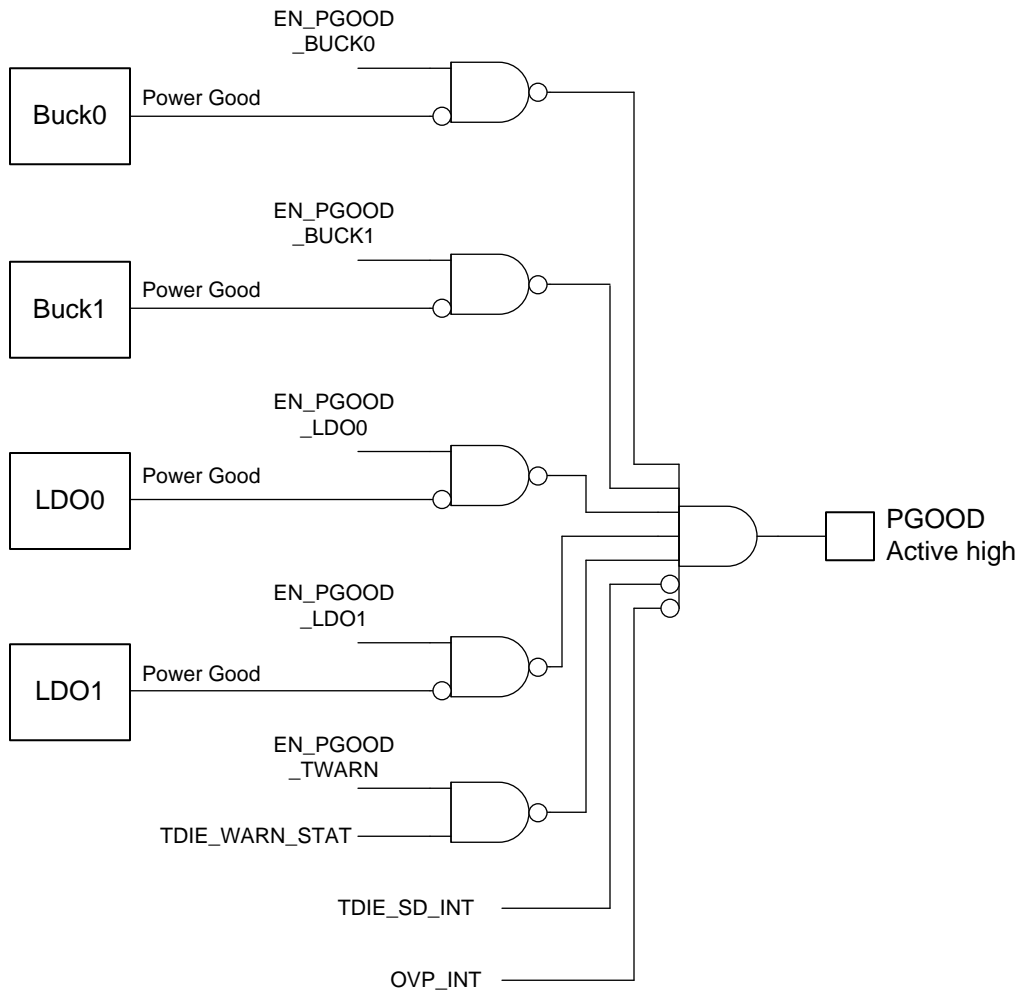 EN_PGOOD
_BUCK0
Buck0
Power Good
EN_PGOOD
_BUCK1
Buck1
Power Good
EN_PGOOD
_LDO0
LDO0
Power Good
PGOOD
Active high
EN_PGOOD
_LDO1
LDO1
Power Good
EN_PGOOD
_TWARN
TDIE_WARN_STAT
TDIE_SD_INT
OVP_INT